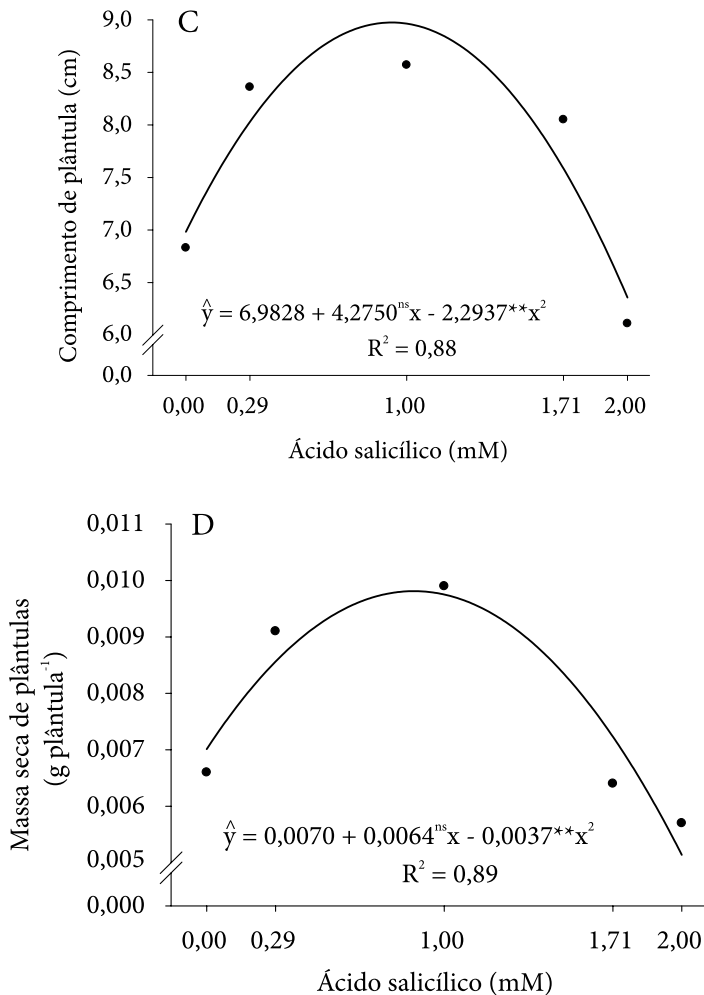 C
Comprimento de plântula (cm)
9,0
8,5
8,0
7,5
7,0
6,5
6,0
0,0
ŷ = 6,9828 + 4,2750ⁿˢx - 2,2937**x²
R² = 0,88
0,00 0,29 1,00 1,71 2,00
Ácido salicílico (mM)
D
Massa seca de plântulas
(g plântula⁻¹)
0,011
0,010
0,009
0,008
0,007
0,006
0,005
0,000
ŷ = 0,0070 + 0,0064ⁿˢx - 0,0037**x²
R² = 0,89
0,00 0,29 1,00 1,71 2,00
Ácido salicílico (mM)